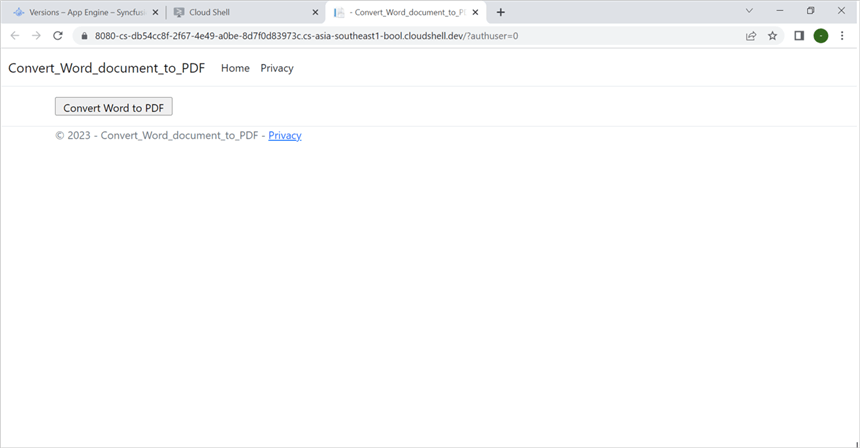 Versions – App Engine – Syncfusi
Cloud Shell
- Convert_Word_document_to_P
8080-cs-db54cc8f-2f67-4e49-a0be-8d7f0d83973c.cs-asia-southeast1-bool.cloudshell.dev/?authuser=0
Convert_Word_document_to_PDF Home Privacy
Convert Word to PDF
© 2023 - Convert_Word_document_to_PDF - Privacy